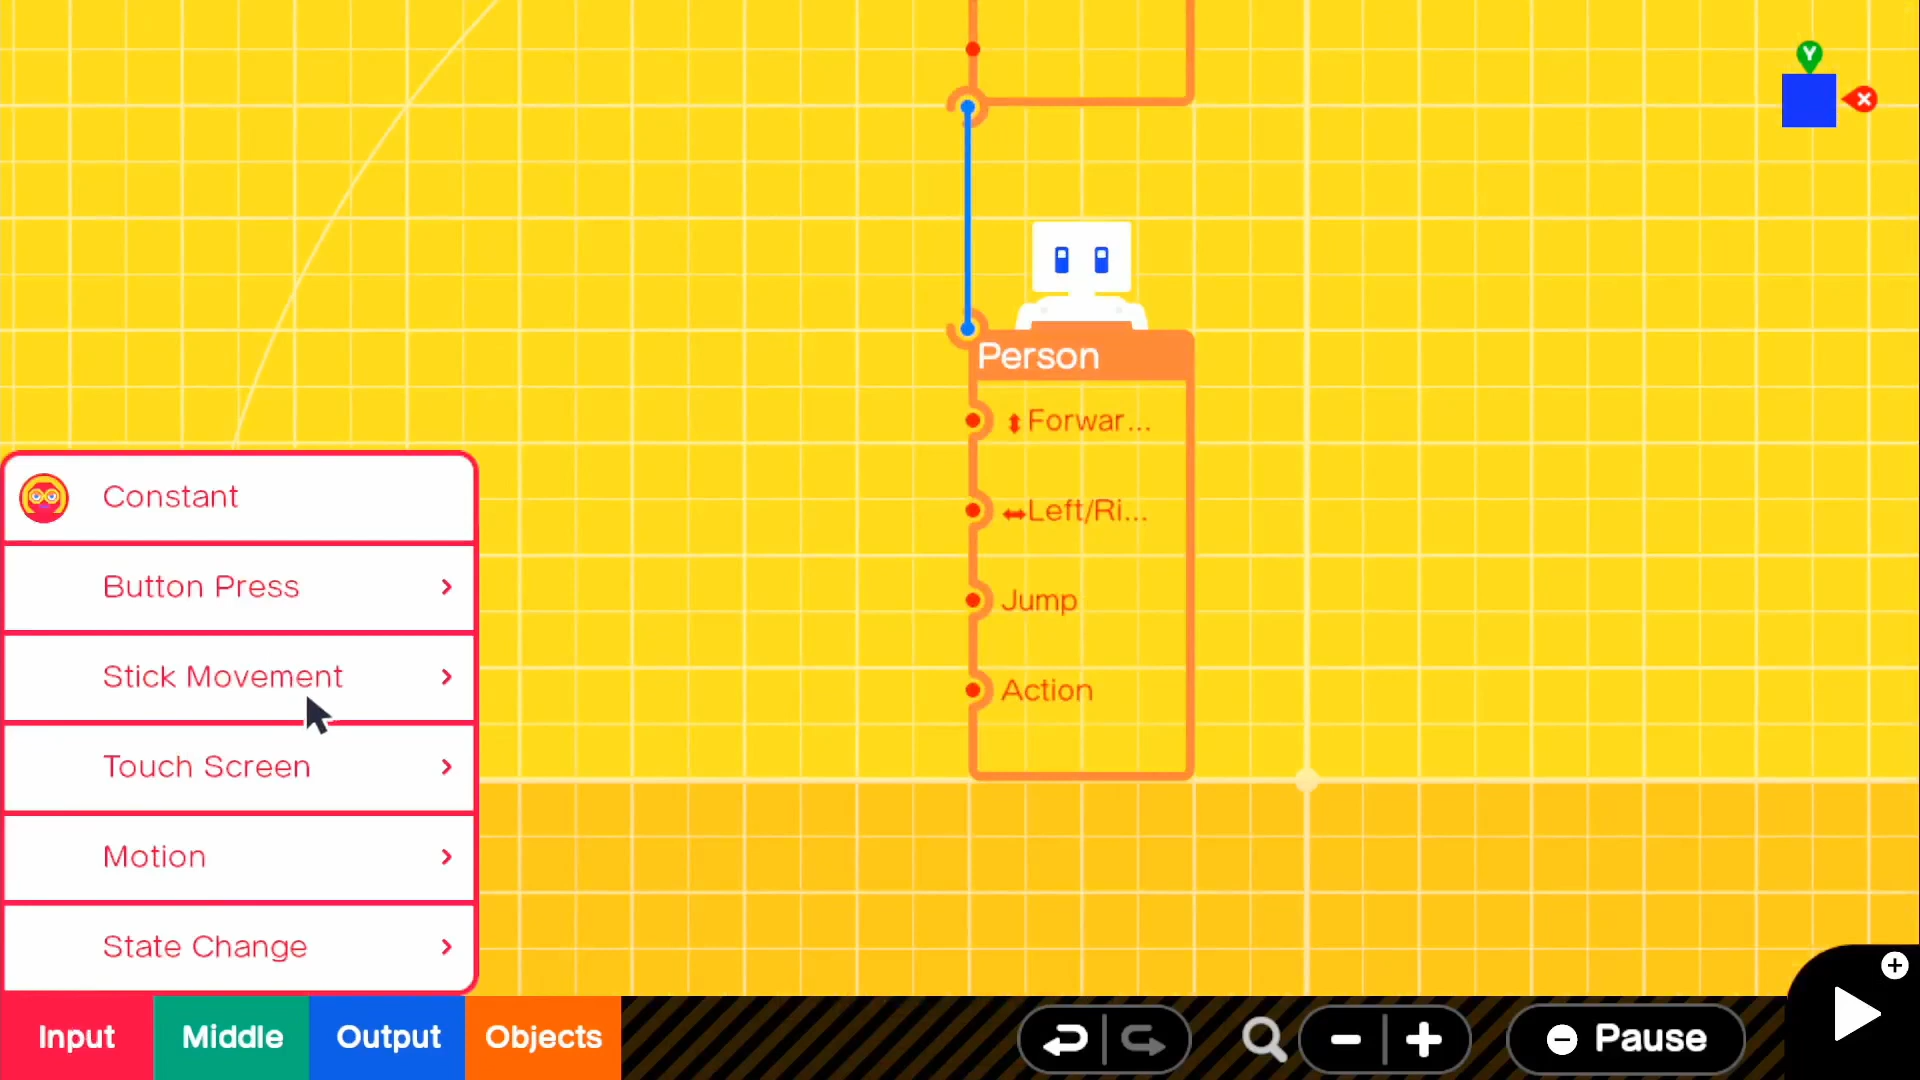 Y
X
Person
Forwar...
Left/Ri...
Jump
Action
Constant
Button Press
Stick Movement
Touch Screen
Motion
State Change
Input
Middle
Output
Objects
Pause